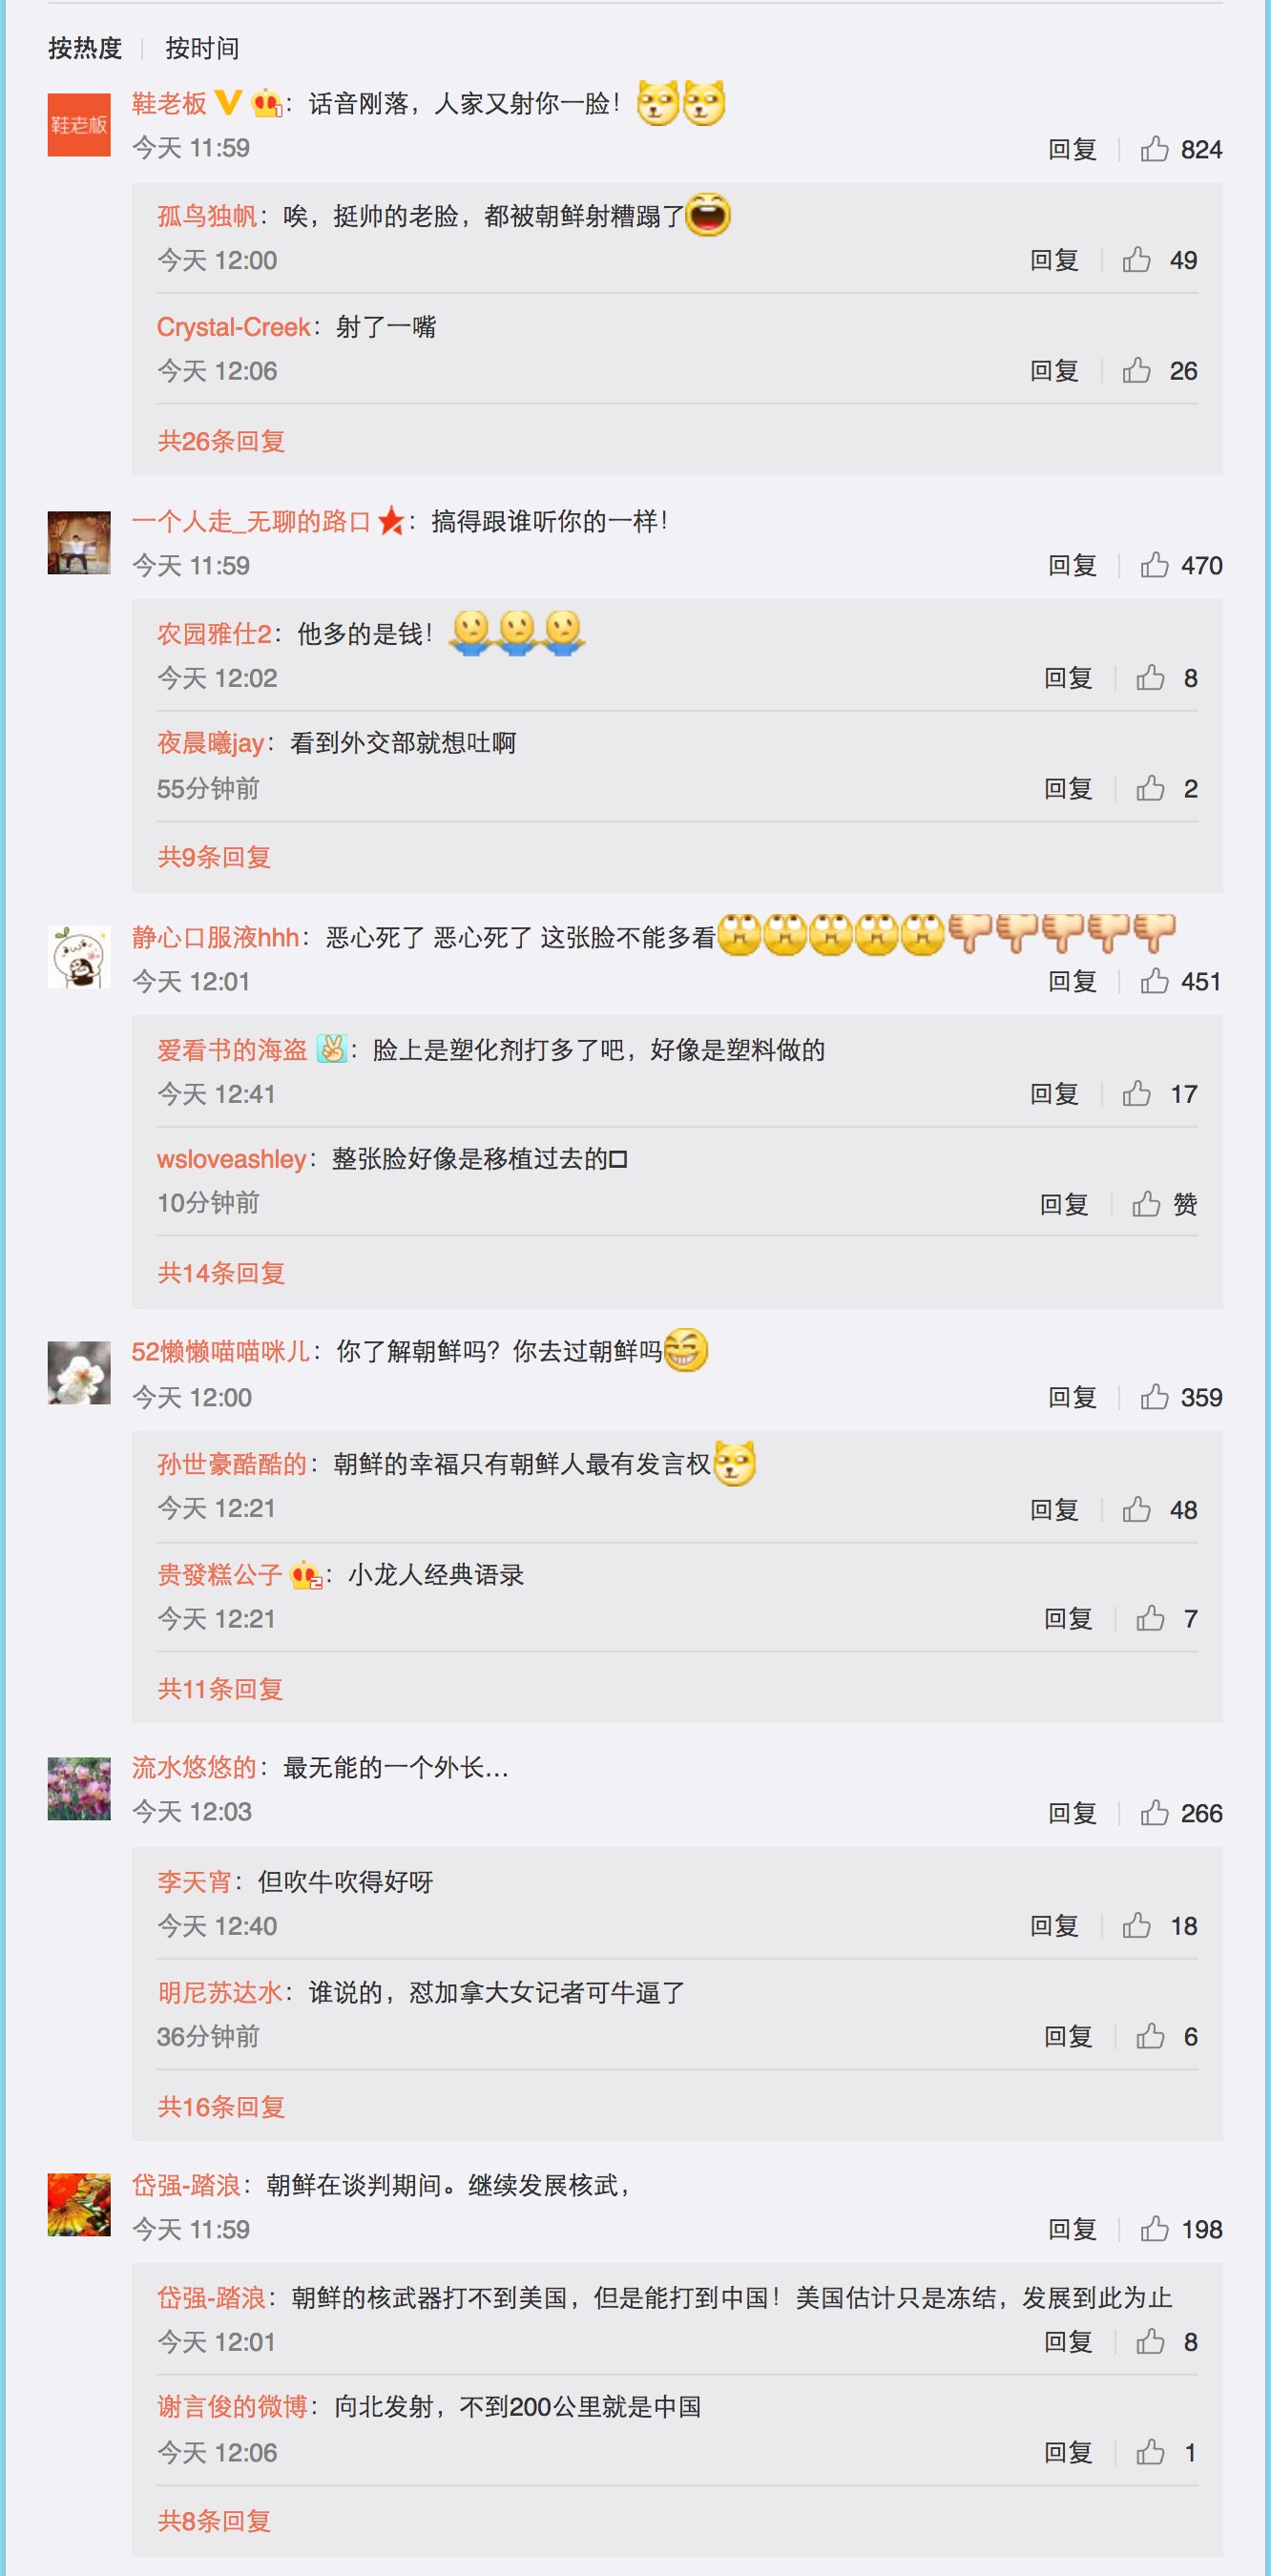 按热度 按时间
鞋老板
鞋老板：话音刚落，人家又射你一脸！
今天 11:59 回复 824
孤鸟独帆：唉，挺帅的老脸，都被朝鲜射糟蹋了
今天 12:00 回复 49
Crystal-Creek：射了一嘴
今天 12:06 回复 26
共26条回复
一个人走_无聊的路口：搞得跟谁听你的一样！
今天 11:59 回复 470
农园雅仕2：他多的是钱！
今天 12:02 回复 8
夜晨曦jay：看到外交部就想吐啊
55分钟前 回复 2
共9条回复
静心口服液hhh：恶心死了 恶心死了 这张脸不能多看
今天 12:01 回复 451
爱看书的海盗：脸上是塑化剂打多了吧，好像是塑料做的
今天 12:41 回复 17
wsloveashley：整张脸好像是移植过去的口
10分钟前 回复 赞
共14条回复
52懒懒喵喵咪儿：你了解朝鲜吗？你去过朝鲜吗
今天 12:00 回复 359
孙世豪酷酷的：朝鲜的幸福只有朝鲜人最有发言权
今天 12:21 回复 48
贵發糕公子：小龙人经典语录
今天 12:21 回复 7
共11条回复
流水悠悠的：最无能的一个外长...
今天 12:03 回复 266
李天宵：但吹牛吹得好呀
今天 12:40 回复 18
明尼苏达水：谁说的，怼加拿大女记者可牛逼了
36分钟前 回复 6
共16条回复
岱强-踏浪：朝鲜在谈判期间。继续发展核武，
今天 11:59 回复 198
岱强-踏浪：朝鲜的核武器打不到美国，但是能打到中国！美国估计只是冻结，发展到此为止
今天 12:01 回复 8
谢言俊的微博：向北发射，不到200公里就是中国
今天 12:06 回复 1
共8条回复